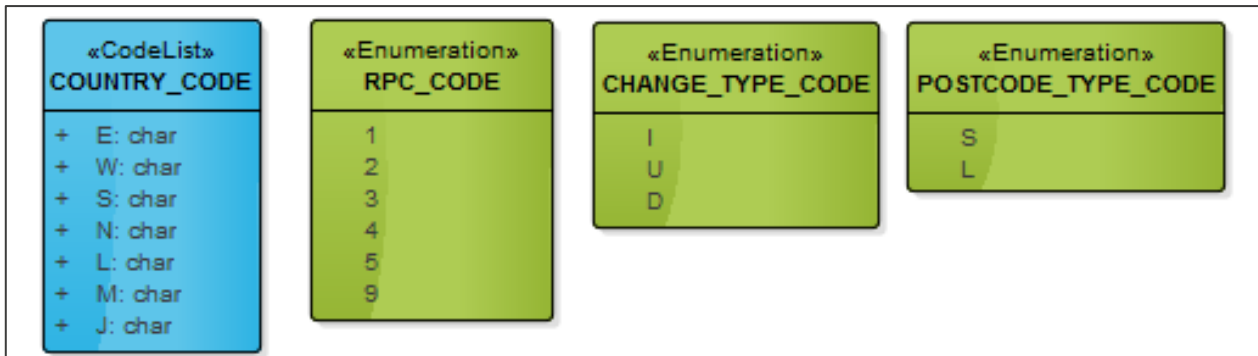 «CodeList»
COUNTRY_CODE
+ E: char
+ W: char
+ S: char
+ N: char
+ L: char
+ M: char
+ J: char
«Enumeration»
RPC_CODE
1
2
3
4
5
9
«Enumeration»
CHANGE_TYPE_CODE
I
U
D
«Enumeration»
POSTCODE_TYPE_CODE
S
L